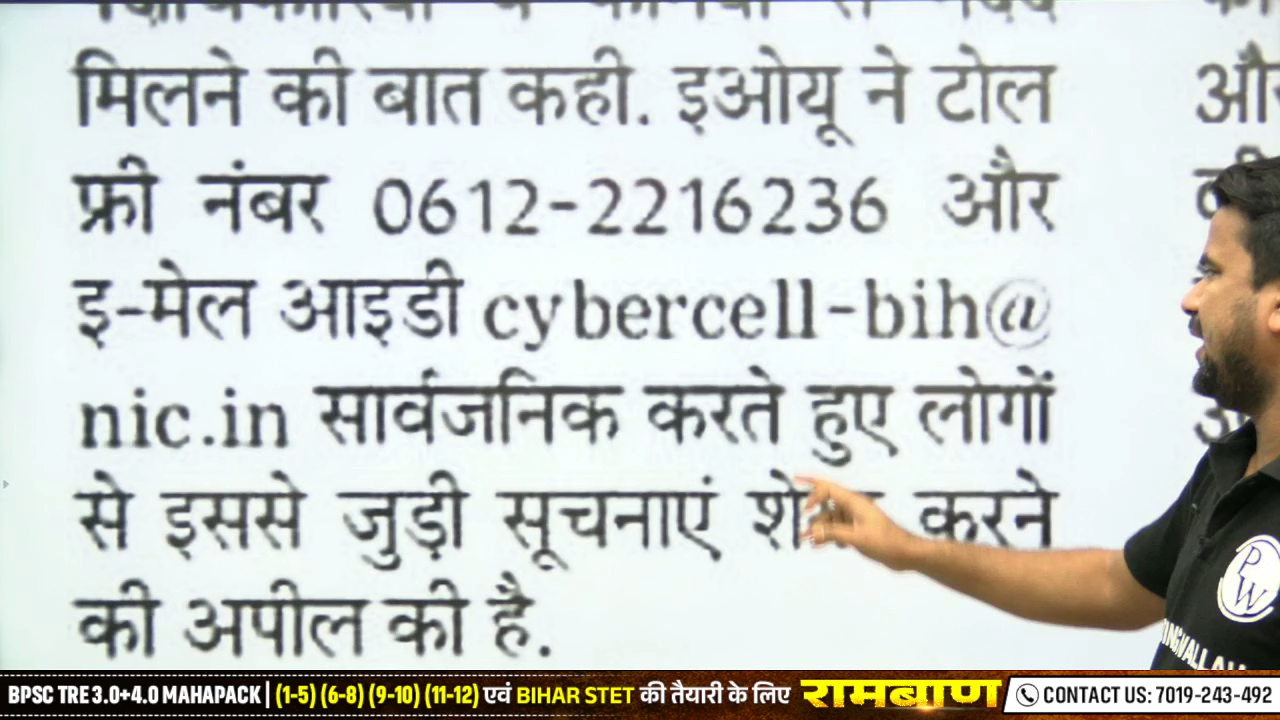 मिलने की बात कही. इओयू ने टोल
फ्री नंबर 0612-2216236 और
इ-मेल आइडी cybercell-bih@
nic.in सार्वजनिक करते हुए लोगों
से इससे जुड़ी सूचनाएं करने
की अपील की है.
PW
BPSC TRE 3.0+4.0 MAHAPACK | (1-5) (6-8) (9-10) (11-12) एवं BIHAR STET की तैयारी के लिए रामबाण CONTACT US: 7019-243-492